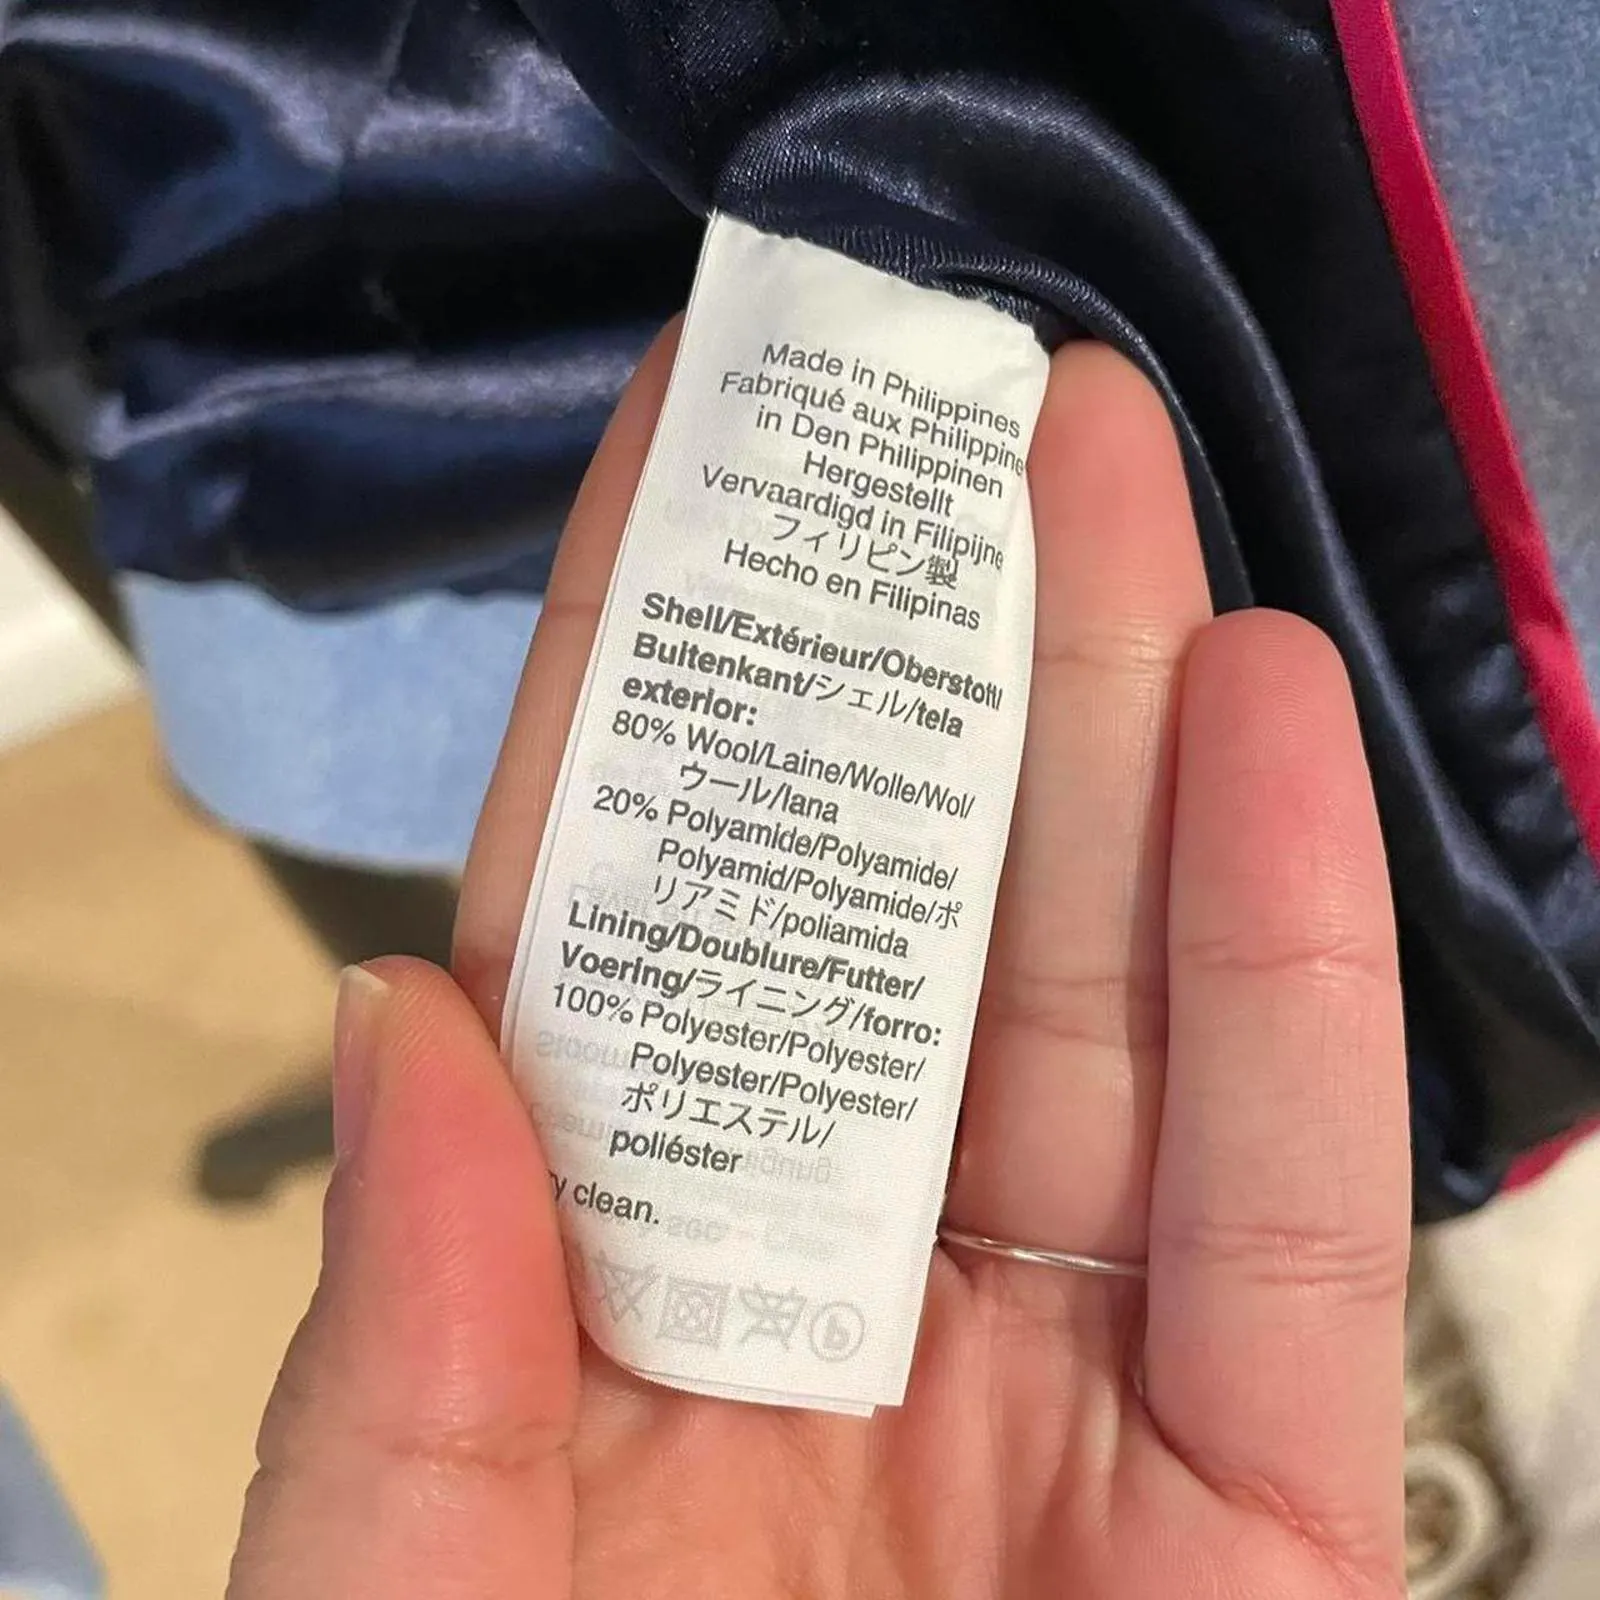 Made in Philippines
Fabriqué aux Philippine
in Den Philippinen
Hergestellt
Vervaardigd in Filipijne
フィリピン製
Hecho en Filipinas
Shell/Extérieur/Oberstoff/
Buitenkant/シェル/tela
exterior:
80% Wool/Laine/Wolle/Wol/
ウール/lana
20% Polyamide/Polyamide/
Polyamid/Polyamide/ポ
リアミド/poliamida
Lining/Doublure/Futter/
Voering/ライニング/forro:
100% Polyester/Polyester/
Polyester/Polyester/
ポリエステル/
poliéster
y clean.